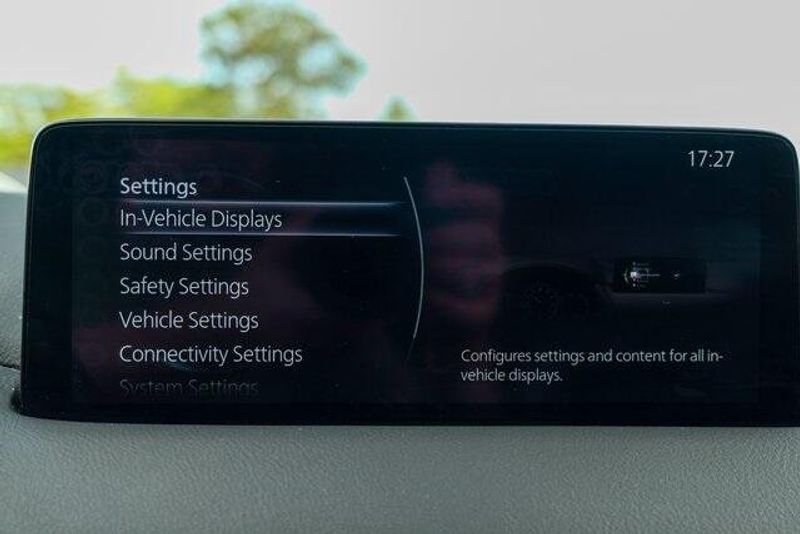 17:27
Settings
In-Vehicle Displays
Sound Settings
Safety Settings
Vehicle Settings
Connectivity Settings
System Settings
Configures settings and content for all in-
vehicle displays.